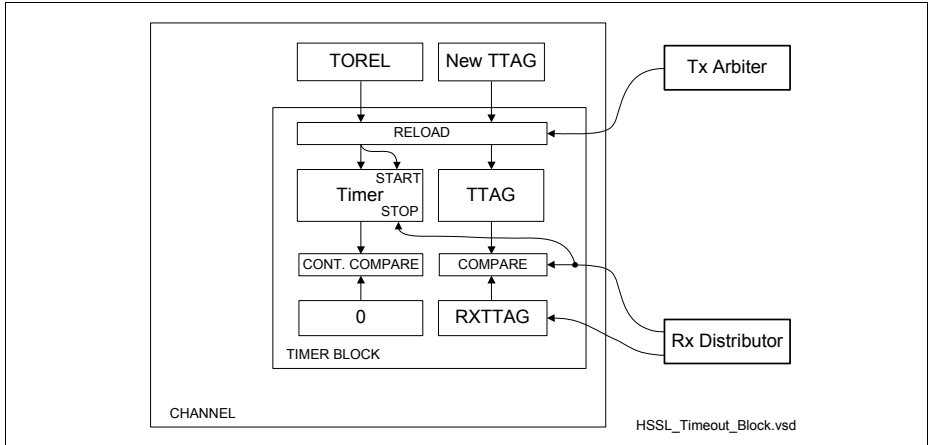 TOREL
New TTAG
Tx Arbiter
RELOAD
START
Timer
STOP
TTAG
CONT. COMPARE
COMPARE
0
RXTTAG
Rx Distributor
TIMER BLOCK
CHANNEL
HSSL_Timeout_Block.vsd